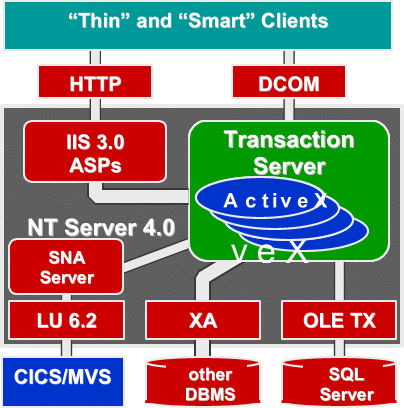 “Thin” and “Smart” Clients
HTTP
DCOM
IIS 3.0
ASPs
Transaction
Server
ActiveX
veX
NT Server 4.0
SNA
Server
LU 6.2
XA
OLE TX
CICS/MVS
other
DBMS
SQL
Server